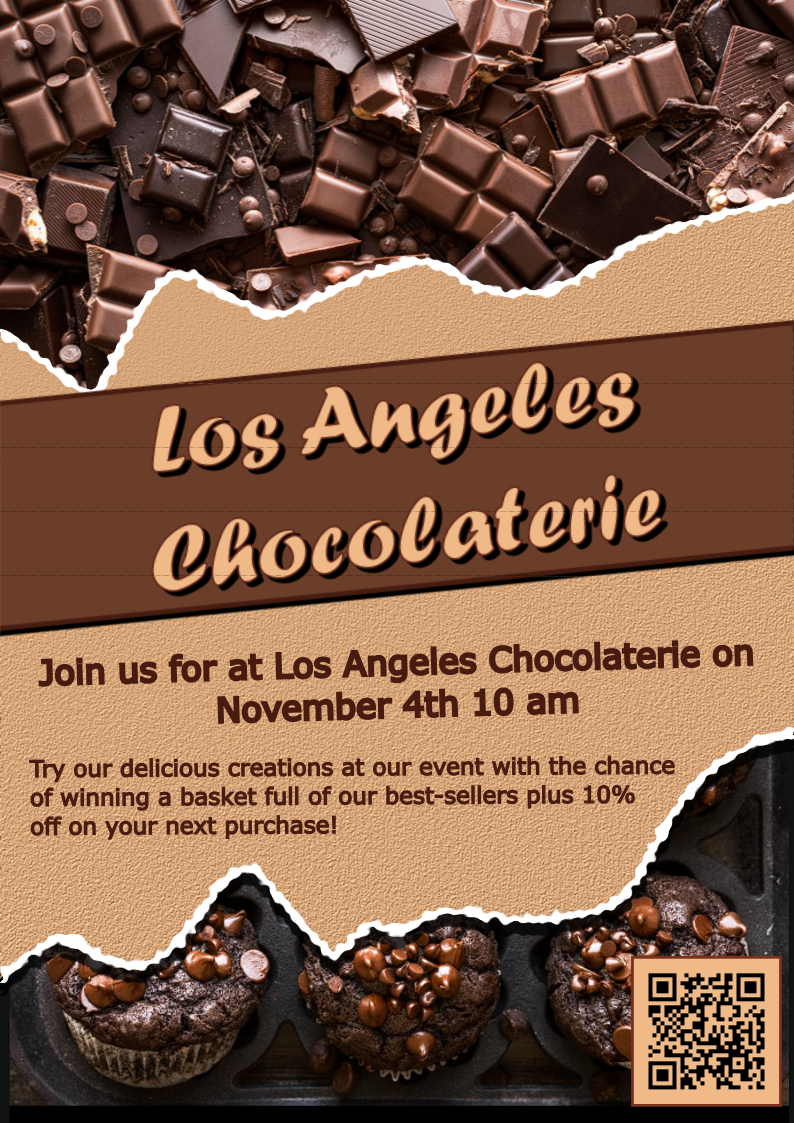 Los Angeles
Chocolaterie
Join us for at Los Angeles Chocolaterie on
November 4th 10 am
Try our delicious creations at our event with the chance
of winning a basket full of our best-sellers plus 10%
off on your next purchase!